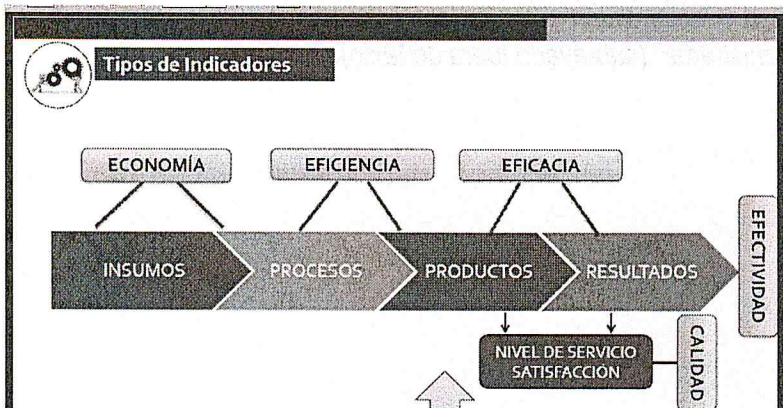 Tipos de Indicadores
ECONOMÍA
EFICIENCIA
EFICACIA
INSUMOS
PROCESOS
PRODUCTOS
RESULTADOS
EFECTIVIDAD
NIVEL DE SERVICIO
SATISFACCIÓN
CALIDAD